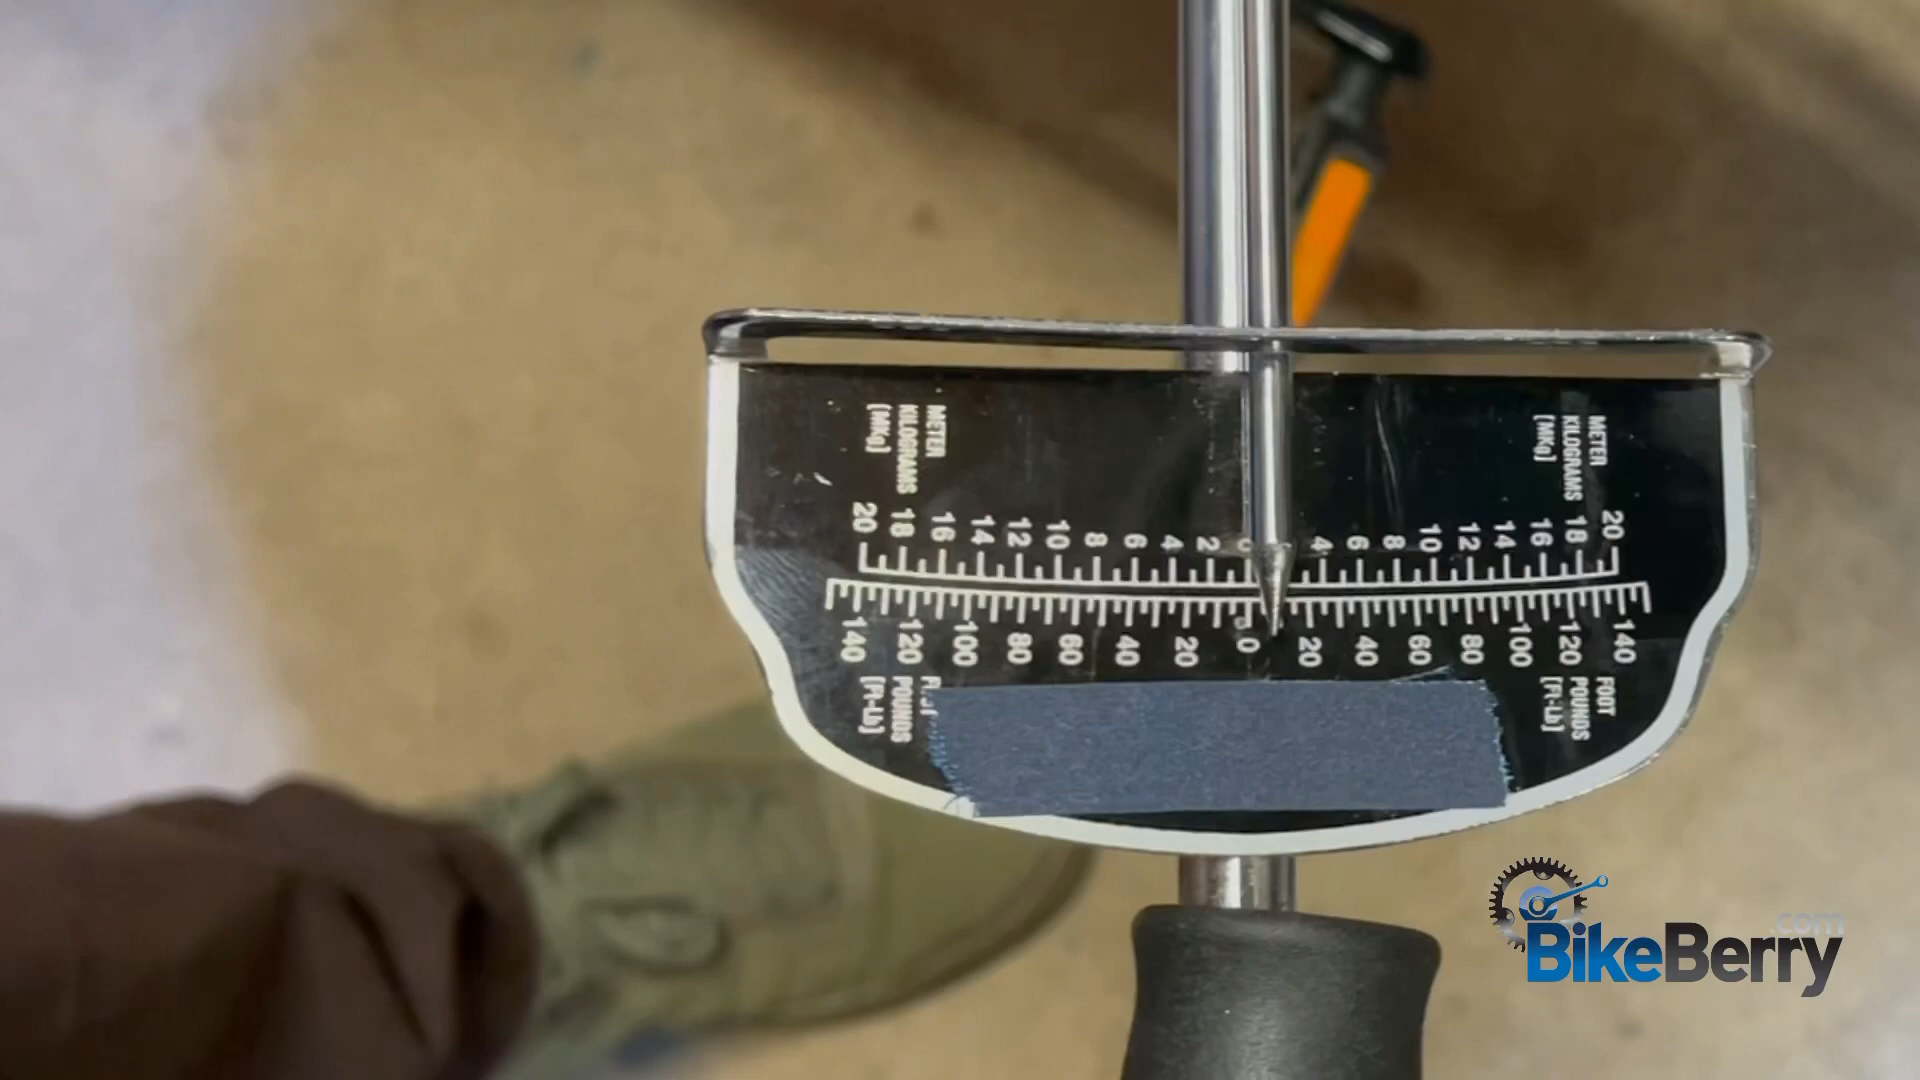 METER
KILOGRAMS
[MKg]
METER
KILOGRAMS
[MKg]
20 18 16 14 12 10 8 6 4 2 0 4 6 8 10 12 14 16 18 20
140 120 100 80 60 40 20 0 20 40 60 80 100 120 140
POUNDS
[Ft-Lb]
FOOT
POUNDS
[Ft-Lb]
BikeBerry.com